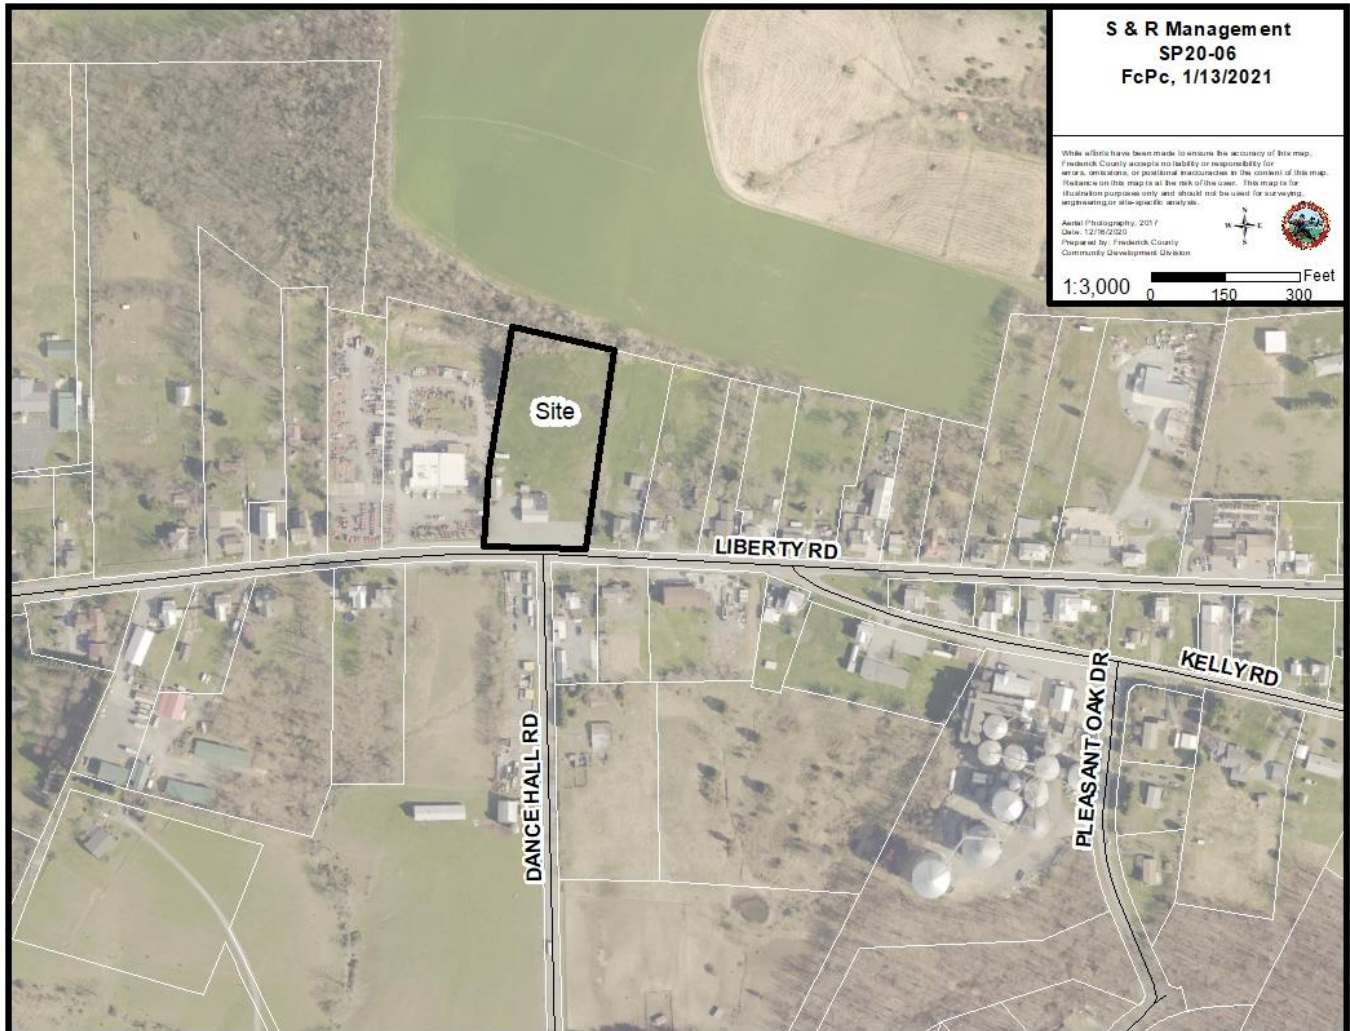 S & R Management
SP20-06
FcPc, 1/13/2021
While efforts have been made to ensure the accuracy of this map,
Frederick County accepts no liability or responsibility for
errors, omissions, or positional inaccuracies in the content of this map.
Reliance on this map is at the risk of the user. This map is for
illustration purposes only and should not be used for surveying,
engineering, or site-specific analysis.
Aerial Photography, 2017
Date: 12/16/2020
Prepared by: Frederick County
Community Development Division
N
W E
S
1:3,000
Feet
0 150 300
Site
LIBERTY RD
KELLY RD
PLEASANT OAK DR
DANCE HALL RD